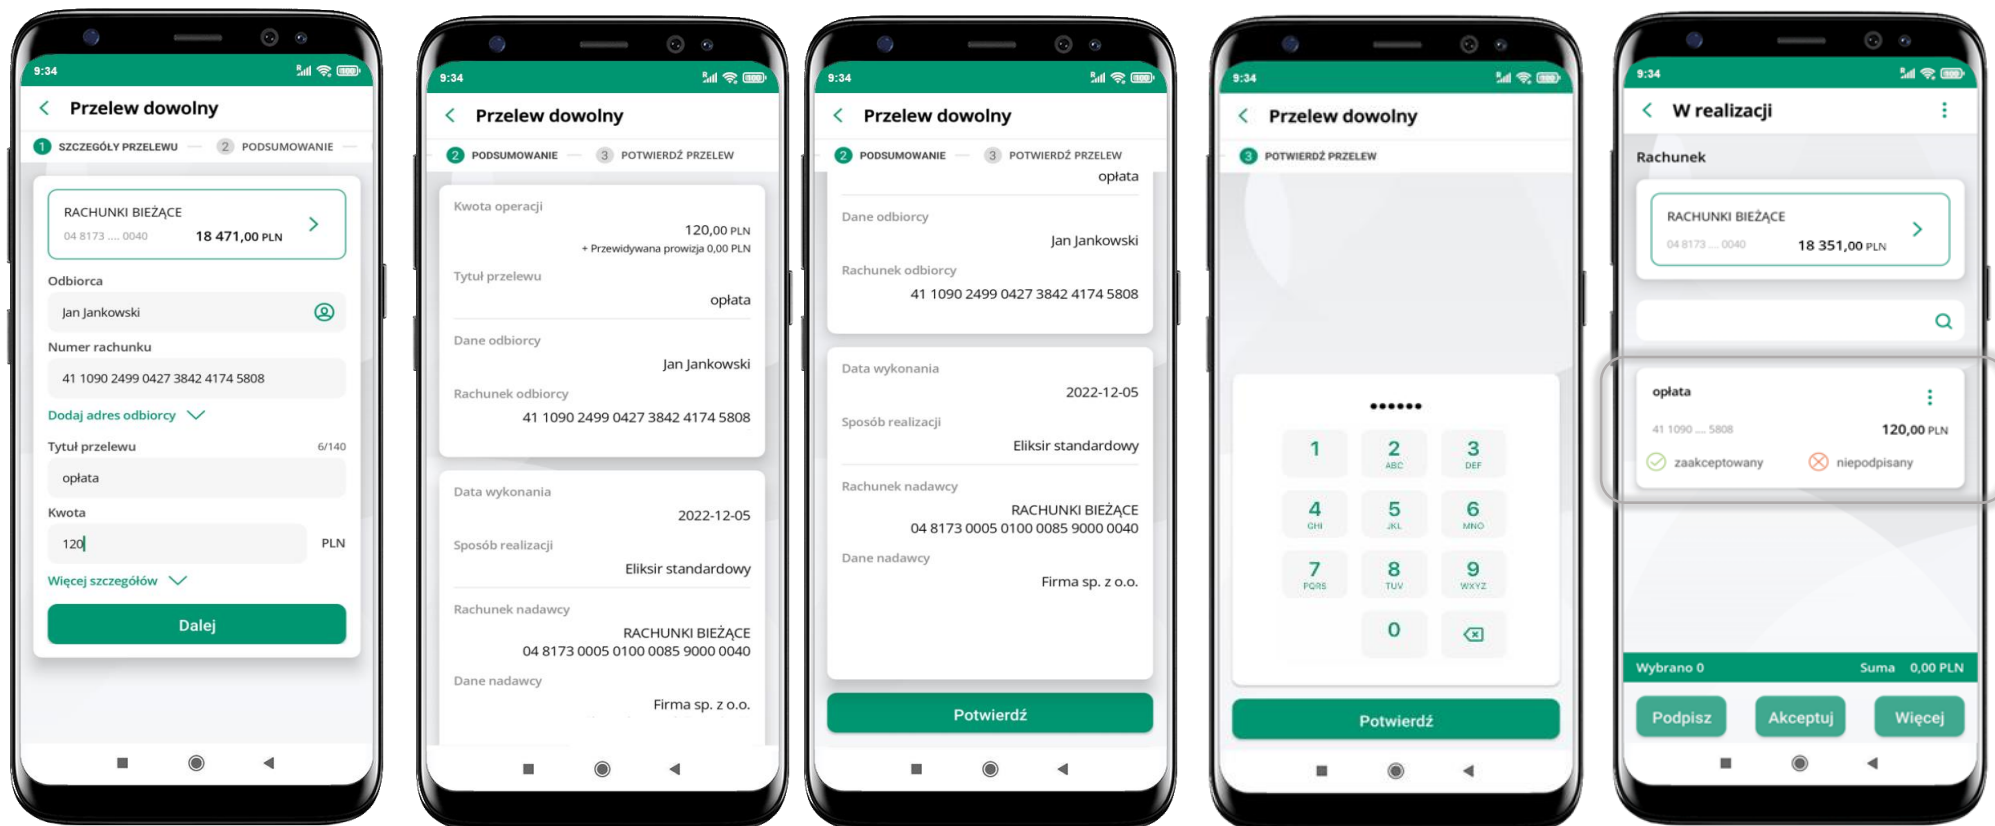 9:34
Przelew dowolny
1 SZCZEGÓŁY PRZELEWU 2 PODSUMOWANIE
RACHUNKI BIEŻĄCE
04 8173 .... 0040 18 471,00 PLN
Odbiorca
Jan Jankowski
Numer rachunku
41 1090 2499 0427 3842 4174 5808
Dodaj adres odbiorcy
Tytuł przelewu 6/140
opłata
Kwota
120 PLN
Więcej szczegółów
Dalej
9:34
Przelew dowolny
2 PODSUMOWANIE 3 POTWIERDŹ PRZELEW
Kwota operacji
120,00 PLN
+ Przewidywana prowizja 0,00 PLN
Tytuł przelewu
opłata
Dane odbiorcy
Jan Jankowski
Rachunek odbiorcy
41 1090 2499 0427 3842 4174 5808
Data wykonania
2022-12-05
Sposób realizacji
Eliksir standardowy
Rachunek nadawcy
RACHUNKI BIEŻĄCE
04 8173 0005 0100 0085 9000 0040
Dane nadawcy
Firma sp. z o.o.
9:34
Przelew dowolny
2 PODSUMOWANIE 3 POTWIERDŹ PRZELEW
opłata
Dane odbiorcy
Jan Jankowski
Rachunek odbiorcy
41 1090 2499 0427 3842 4174 5808
Data wykonania
2022-12-05
Sposób realizacji
Eliksir standardowy
Rachunek nadawcy
RACHUNKI BIEŻĄCE
04 8173 0005 0100 0085 9000 0040
Dane nadawcy
Firma sp. z o.o.
Potwierdź
9:34
Przelew dowolny
3 POTWIERDŹ PRZELEW
1 2 3
ABC DEF
4 5 6
GHI JKL MNO
7 8 9
PQRS TUV WXYZ
0
Potwierdź
9:34
W realizacji
Rachunek
RACHUNKI BIEŻĄCE
04 8173 .... 0040 18 351,00 PLN
opłata
41 1090 .... 5808 120,00 PLN
zaakceptowany niepodpisany
Wybrano 0 Suma 0,00 PLN
Podpisz Akceptuj Więcej